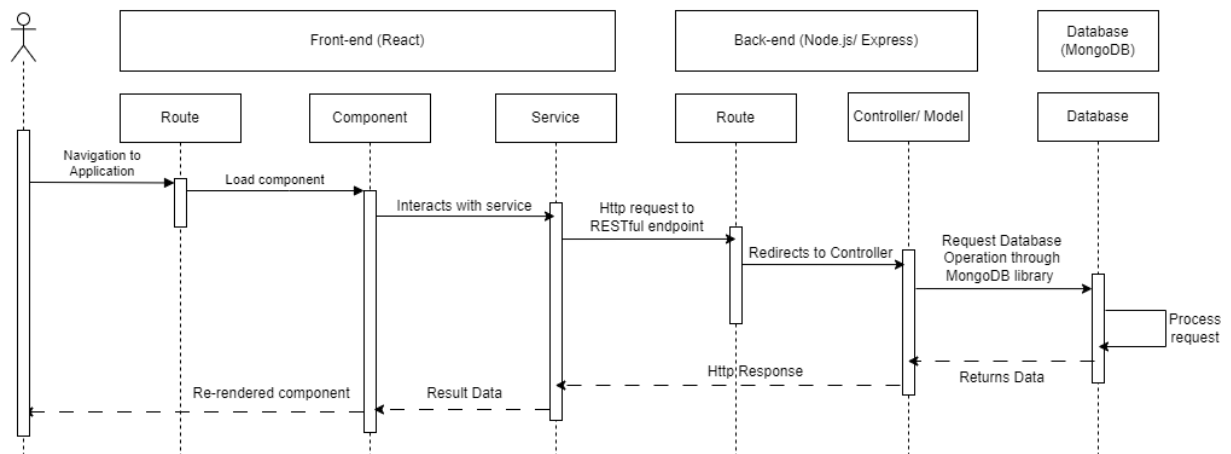 Front-end (React)
Back-end (Node.js/ Express)
Database
(MongoDB)
Route
Component
Service
Route
Controller/ Model
Database
Navigation to
Application
Load component
Interacts with service
Http request to
RESTful endpoint
Redirects to Controller
Request Database
Operation through
MongoDB library
Process
request
Returns Data
Http Response
Result Data
Re-rendered component